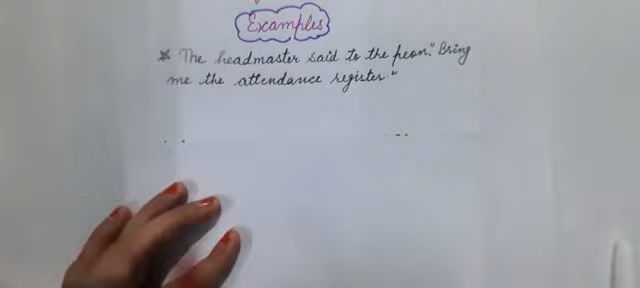 Examples
* The headmaster said to the peon." Bring
me the attendance register."